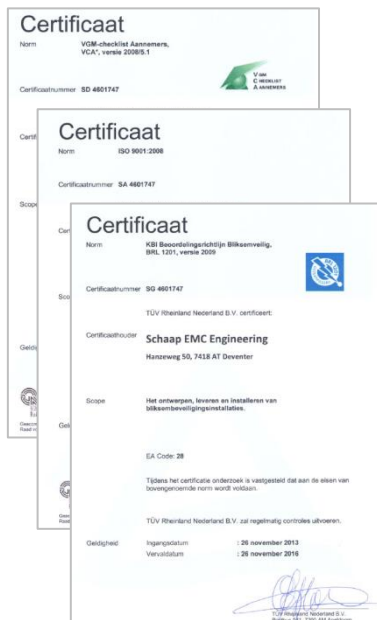 Certificaat
Norm VGM-checklist Aannemers,
VCA*, versie 2008/5.1
V
C CHECKLIST
A AANNEMERS
Certificaatnummer SD 4601747
Certificaat
Norm ISO 9001:2008
Certificaatnummer SA 4601747
Scope
Certificaat
Norm KBI Beoordelingsrichtlijn Bliksemveilig,
BRL 1201, versie 2009
Certificaatnummer SG 4601747
TÜV Rheinland Nederland B.V. certificeert:
Certificaathouder Schaap EMC Engineering
Hanzeweg 50, 7418 AT Deventer
Scope Het ontwerpen, leveren en installeren van
bliksembeveiligingsinstallaties.
EA Code: 28
Tijdens het certificatie onderzoek is vastgesteld dat aan de eisen van
bovengenoemde norm wordt voldaan.
TÜV Rheinland Nederland B.V. zal regelmatig controles uitvoeren.
Geldigheid Ingangsdatum : 26 november 2013
Vervaldatum : 26 november 2016
TÜV Rheinland Nederland B.V.